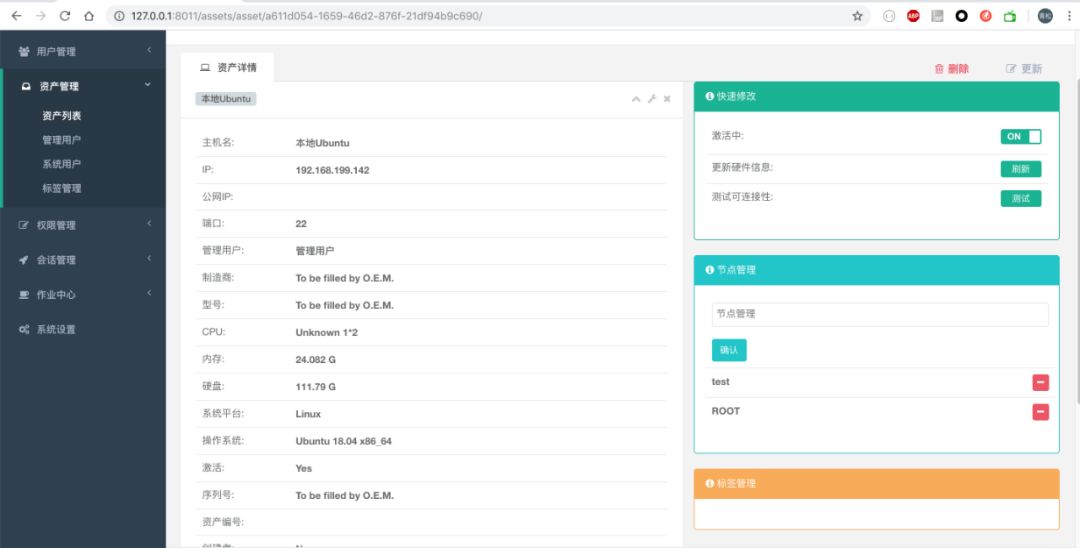 127.0.0.1:8011/assets/asset/a611d054-1659-46d2-876f-21df94b9c690/
ABP
用户管理
资产管理
资产列表
管理用户
系统用户
标签管理
权限管理
会话管理
作业中心
系统设置
资产详情
删除
更新
本地Ubuntu
主机名: 本地Ubuntu
IP: 192.168.199.142
公网IP:
端口: 22
管理用户: 管理用户
制造商: To be filled by O.E.M.
型号: To be filled by O.E.M.
CPU: Unknown 1*2
内存: 24.082 G
硬盘: 111.79 G
系统平台: Linux
操作系统: Ubuntu 18.04 x86_64
激活: Yes
序列号: To be filled by O.E.M.
资产编号:
快速修改
激活中: ON
更新硬件信息: 刷新
测试可连接性: 测试
节点管理
节点管理
确认
test
ROOT
标签管理